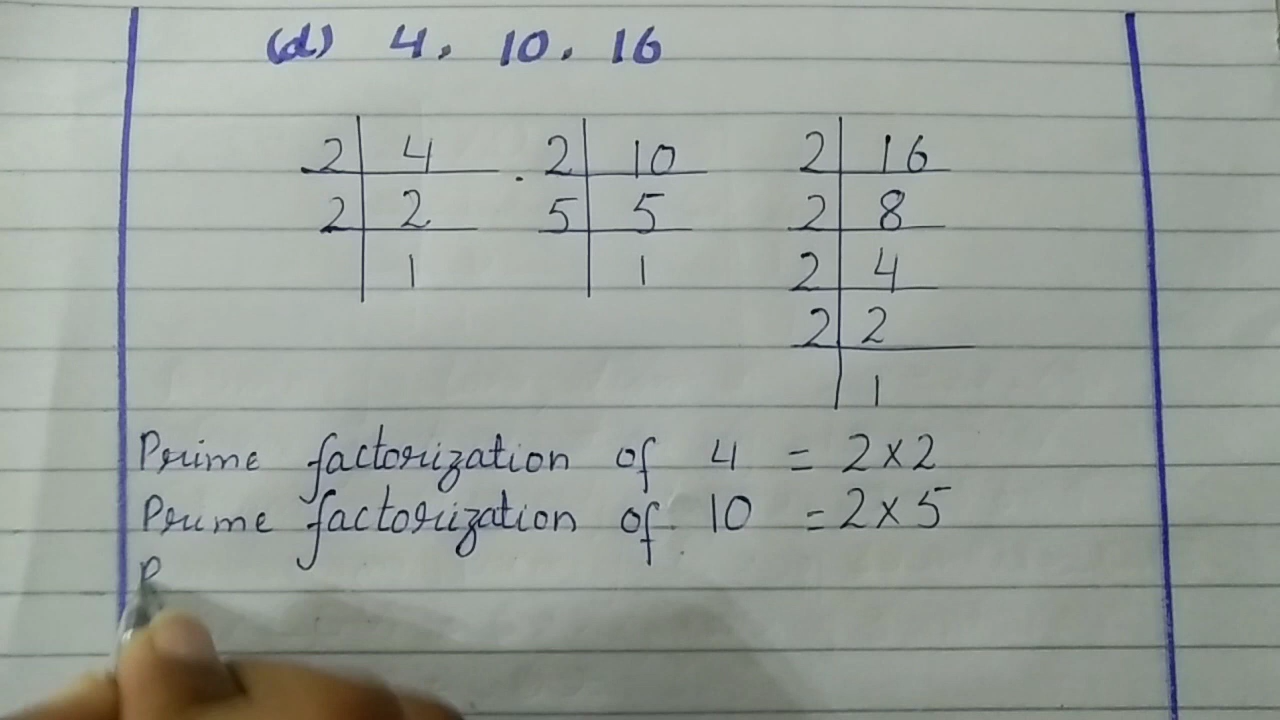 (d) 4, 10, 16
2 4 . 2 10 2 16
2 2 5 5 2 8
1 1 2 4
2 2
1
Prime factorization of 4 = 2×2
Prime factorization of 10 = 2×5
P